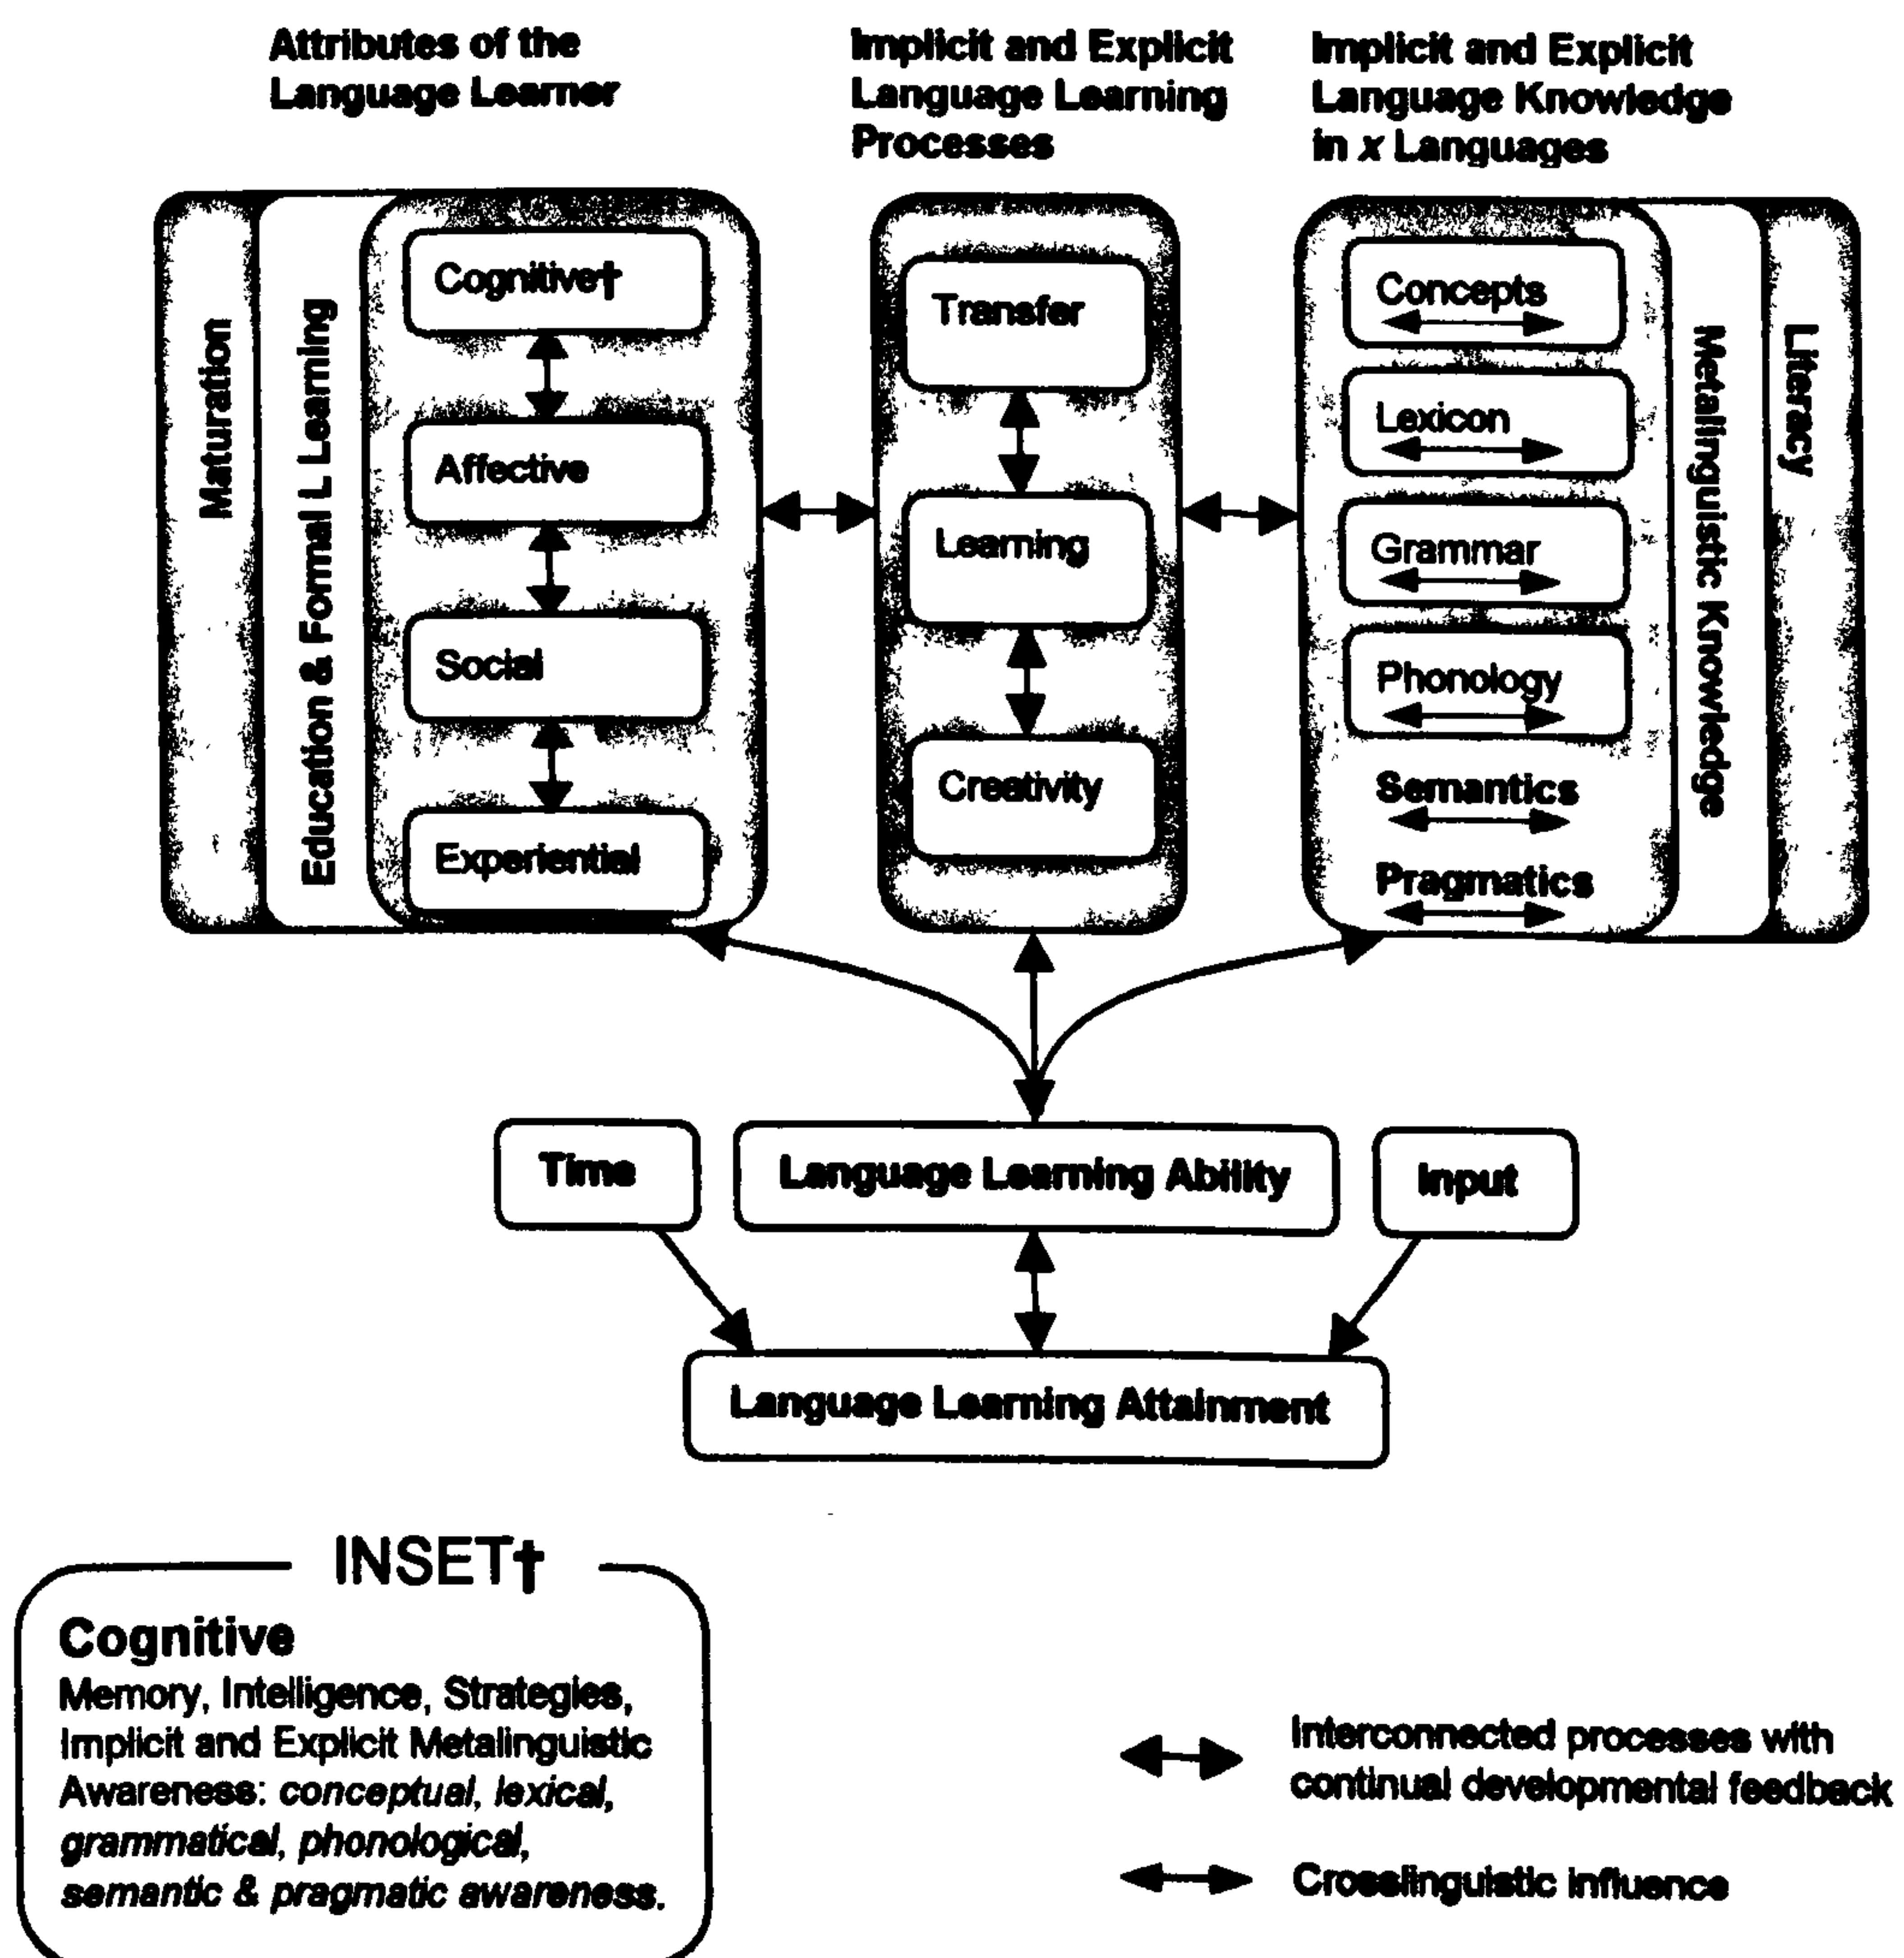 Attributes of the
Language Learner
Implicit and Explicit
Language Learning
Processes
Implicit and Explicit
Language Knowledge
in x Languages
Maturation
Education & Formal L Learning
Cognitive†
Affective
Social
Experiential
Transfer
Learning
Creativity
Concepts
Lexicon
Grammar
Phonology
Semantics
Pragmatics
Metalinguistic Knowledge
Literacy
Time
Language Learning Ability
Input
Language Learning Attainment
INSET†
Cognitive
Memory, Intelligence, Strategies,
Implicit and Explicit Metalinguistic
Awareness: conceptual, lexical,
grammatical, phonological,
semantic & pragmatic awareness.
Interconnected processes with
continual developmental feedback
Crosslinguistic influence